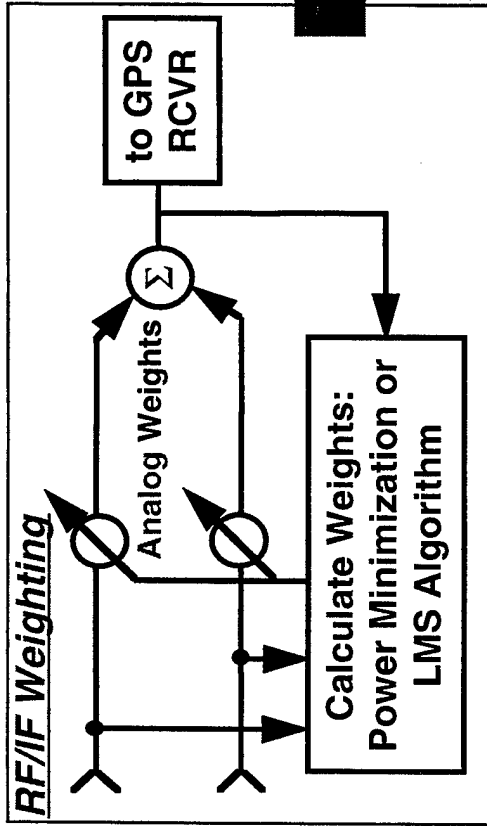 RF/IF Weighting
to GPS
RCVR
Σ
Analog Weights
Calculate Weights:
Power Minimization or
LMS Algorithm